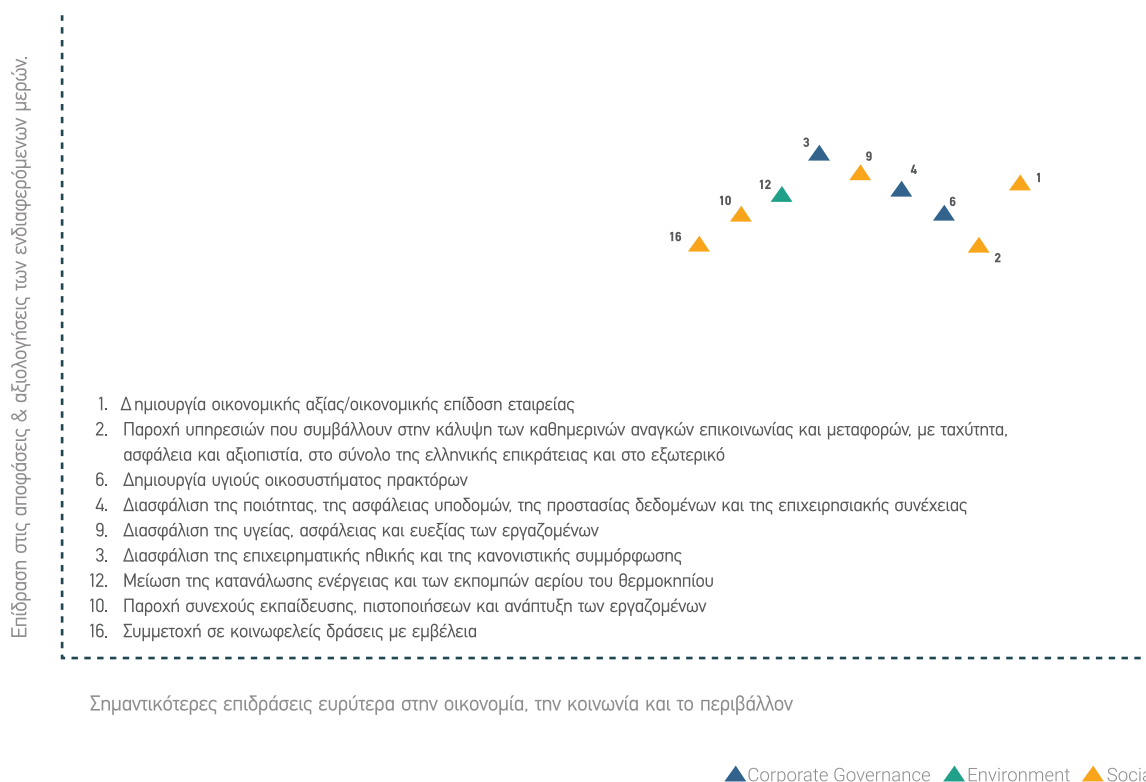 Επίδραση στις αποφάσεις & αξιολογήσεις των ενδιαφερόμενων μερών.
3
9
4
12
1
10
6
16
2
1. Δημιουργία οικονομικής αξίας/οικονομικής επίδοση εταιρείας
2. Παροχή υπηρεσιών που συμβάλλουν στην κάλυψη των καθημερινών αναγκών επικοινωνίας και μεταφορών, με ταχύτητα,
ασφάλεια και αξιοπιστία, στο σύνολο της ελληνικής επικράτειας και στο εξωτερικό
6. Δημιουργία υγιούς οικοσυστήματος πρακτόρων
4. Διασφάλιση της ποιότητας, της ασφάλειας υποδομών, της προστασίας δεδομένων και της επιχειρησιακής συνέχειας
9. Διασφάλιση της υγείας, ασφάλειας και ευεξίας των εργαζομένων
3. Διασφάλιση της επιχειρηματικής ηθικής και της κανονιστικής συμμόρφωσης
12. Μείωση της κατανάλωσης ενέργειας και των εκπομπών αερίου του θερμοκηπίου
10. Παροχή συνεχούς εκπαίδευσης, πιστοποιήσεων και ανάπτυξη των εργαζομένων
16. Συμμετοχή σε κοινωφελείς δράσεις με εμβέλεια
Σημαντικότερες επιδράσεις ευρύτερα στην οικονομία, την κοινωνία και το περιβάλλον
Corporate Governance Environment